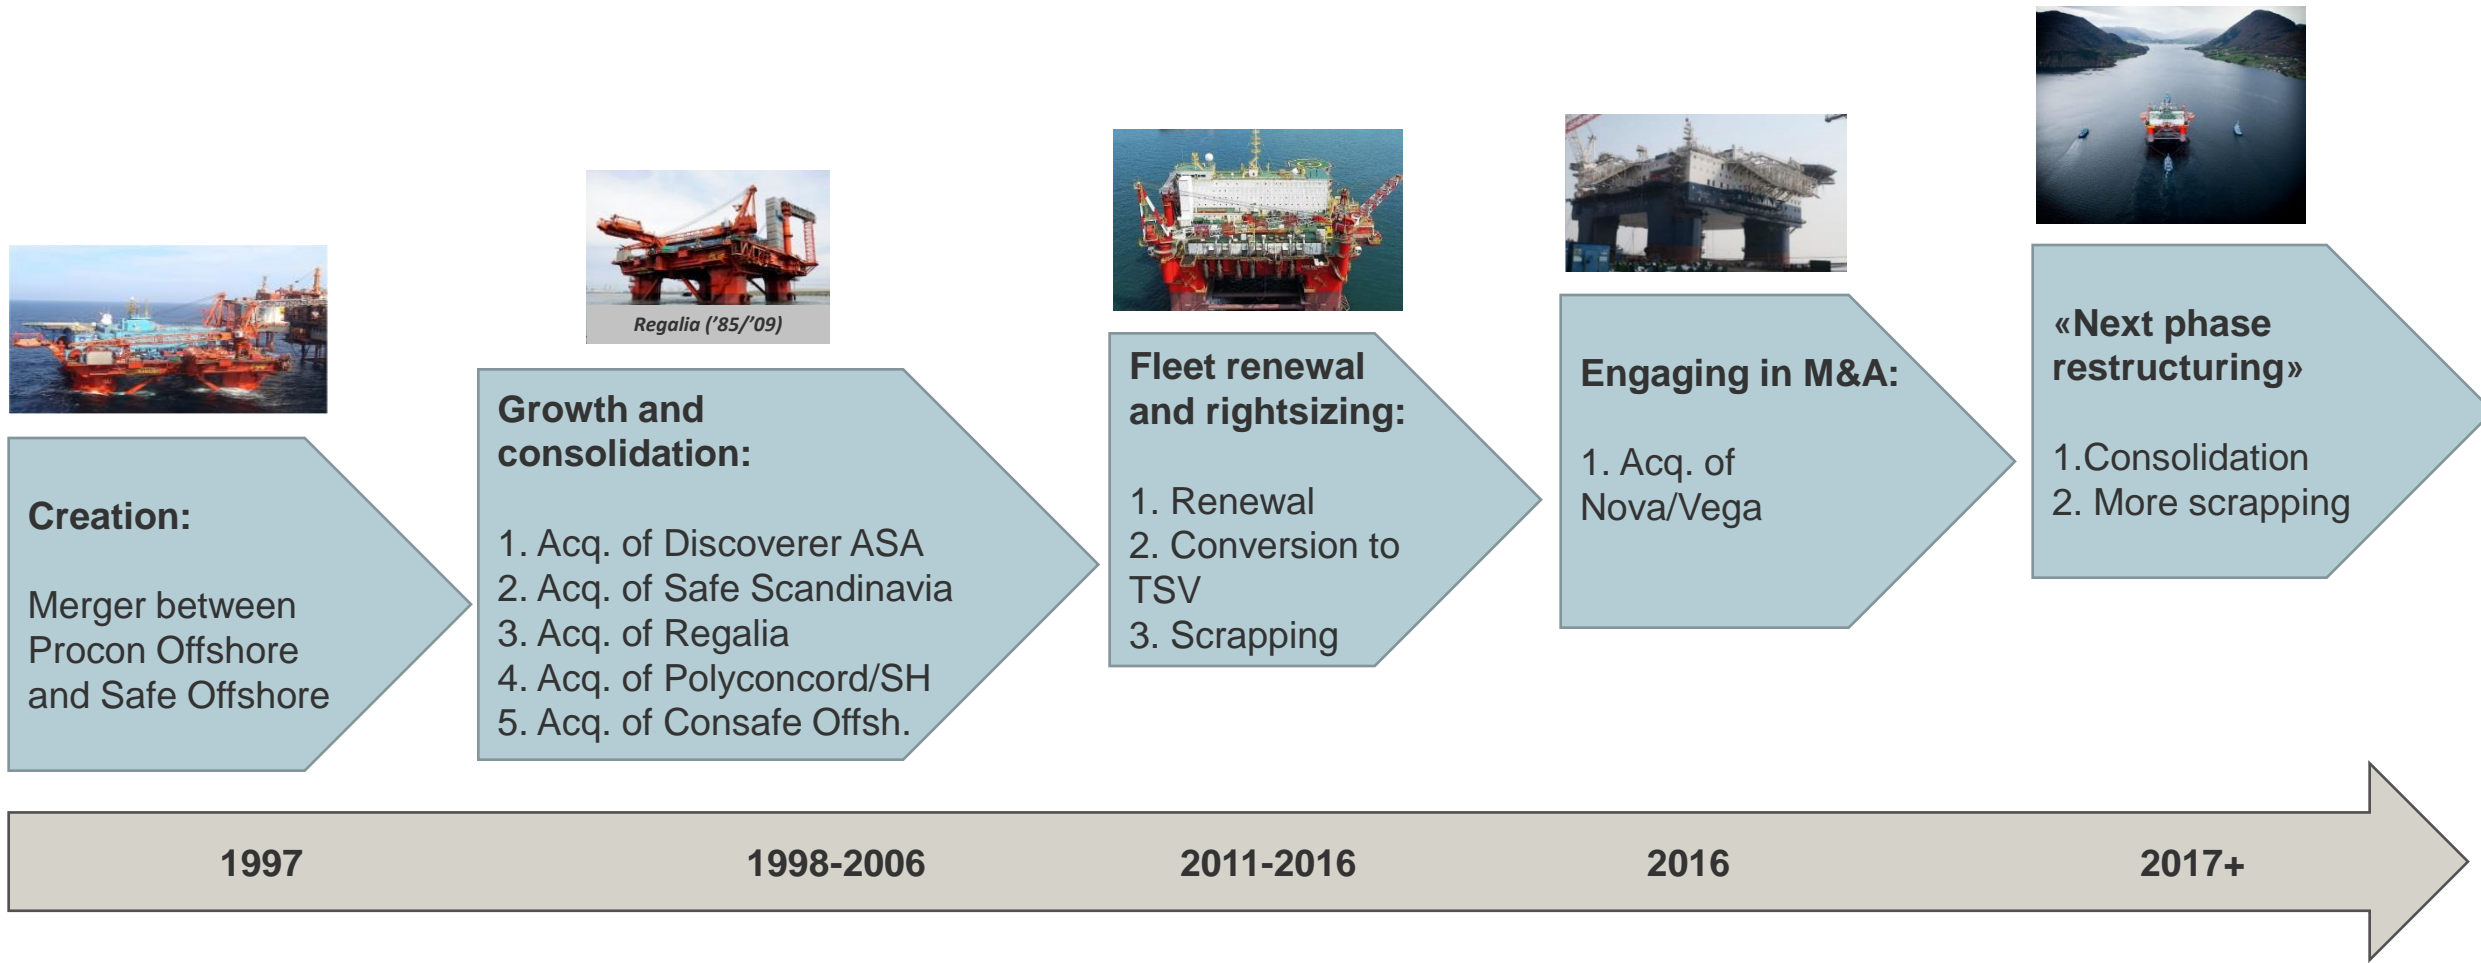 Regalia (’85/’09)
Creation:
Merger between
Procon Offshore
and Safe Offshore
Growth and
consolidation:
1. Acq. of Discoverer ASA
2. Acq. of Safe Scandinavia
3. Acq. of Regalia
4. Acq. of Polyconcord/SH
5. Acq. of Consafe Offsh.
Fleet renewal
and rightsizing:
1. Renewal
2. Conversion to
TSV
3. Scrapping
Engaging in M&A:
1. Acq. of
Nova/Vega
«Next phase
restructuring»
1.Consolidation
2. More scrapping
1997
1998-2006
2011-2016
2016
2017+